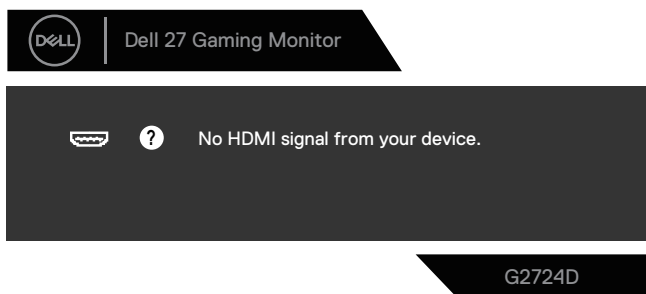 DELL
Dell 27 Gaming Monitor
? No HDMI signal from your device.
G2724D